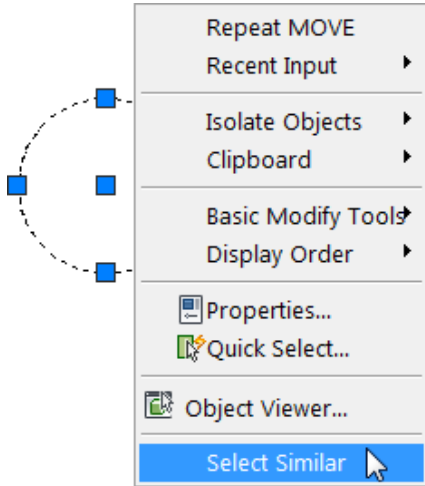 Repeat MOVE
Recent Input
Isolate Objects
Clipboard
Basic Modify Tools
Display Order
Properties...
Quick Select...
Object Viewer...
Select Similar